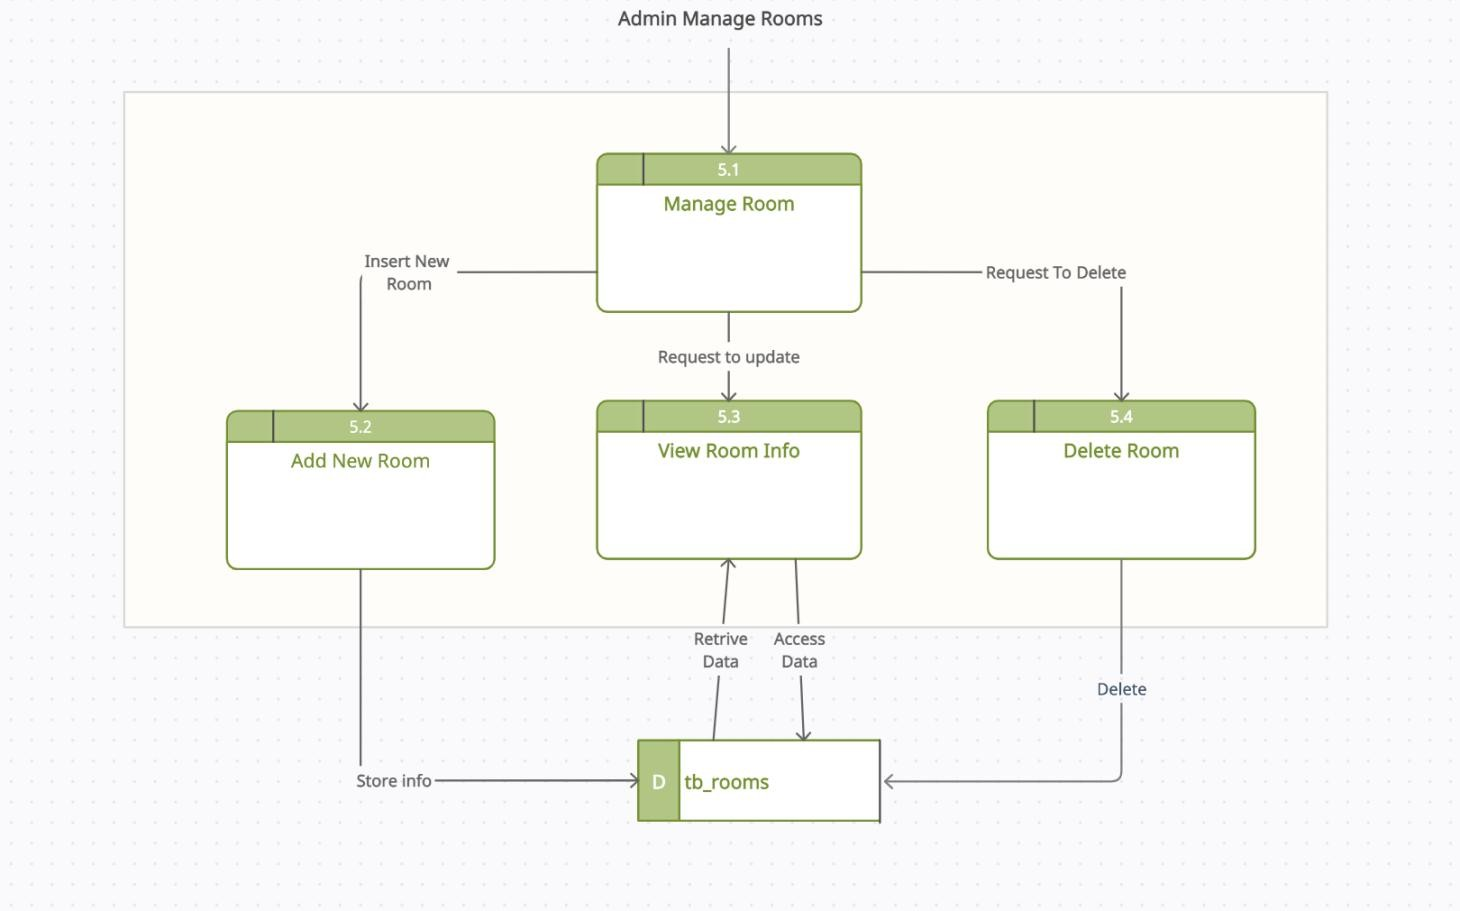 Admin Manage Rooms
5.1
Manage Room
Insert New
Room
Request To Delete
Request to update
5.2
Add New Room
5.3
View Room Info
5.4
Delete Room
Retrive
Data
Access
Data
Delete
Store info
D
tb_rooms